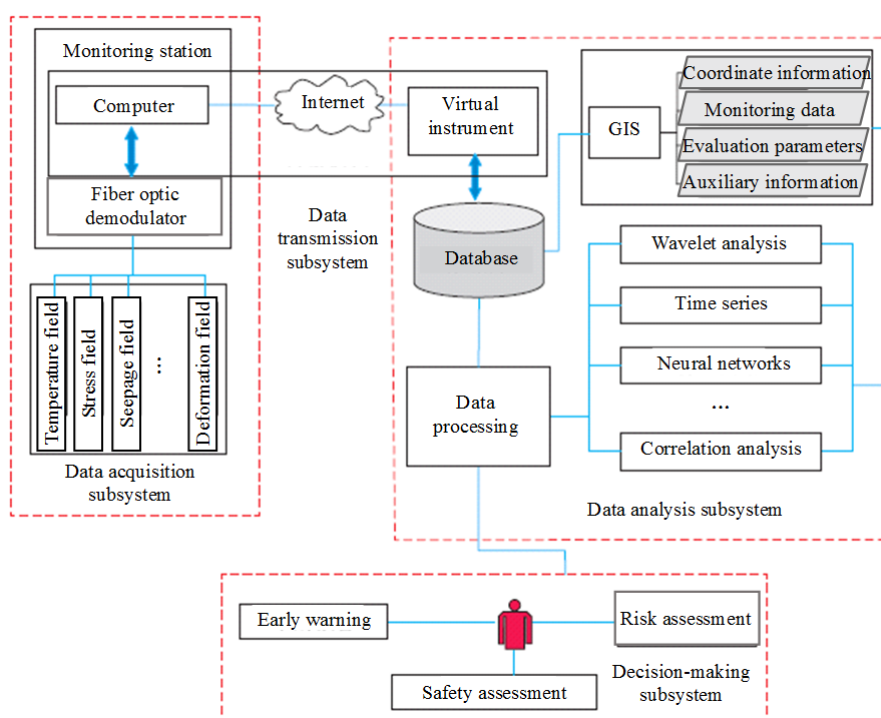 Monitoring station
Computer
Internet
Virtual
instrument
Fiber optic
demodulator
Data
transmission
subsystem
Temperature field
Stress field
Seepage field
...
Deformation field
Data acquisition
subsystem
GIS
Coordinate information
Monitoring data
Evaluation parameters
Auxiliary information
Database
Data
processing
Wavelet analysis
Time series
Neural networks
...
Correlation analysis
Data analysis subsystem
Early warning
Risk assessment
Safety assessment
Decision-making
subsystem